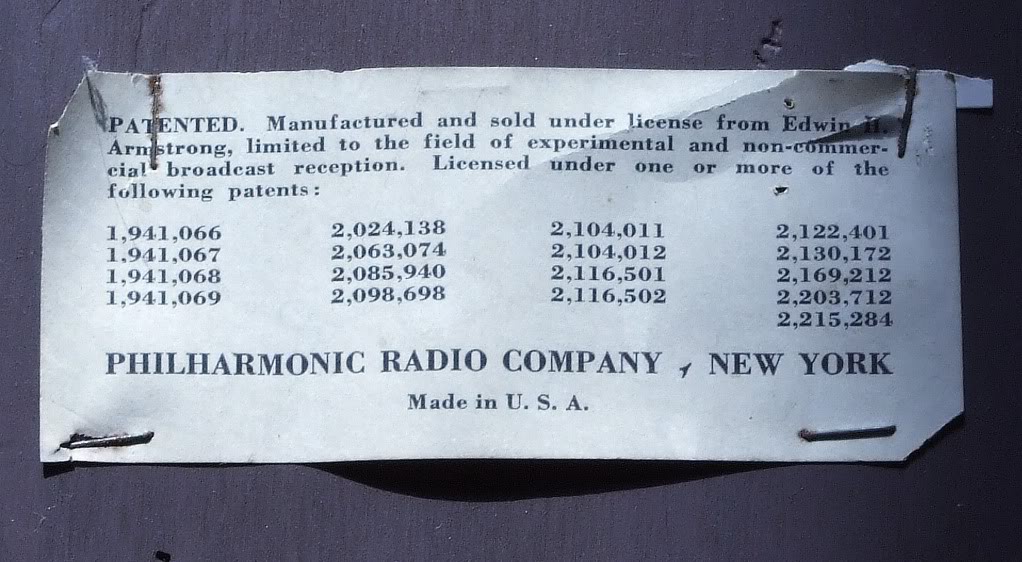 PATENTED. Manufactured and sold under license from Edwin H.
Armstrong, limited to the field of experimental and non-commer-
cial broadcast reception. Licensed under one or more of the
following patents:
1,941,066 2,024,138 2,104,011 2,122,401
1,941,067 2,063,074 2,104,012 2,130,172
1,941,068 2,085,940 2,116,501 2,169,212
1,941,069 2,098,698 2,116,502 2,203,712
2,215,284
PHILHARMONIC RADIO COMPANY, NEW YORK
Made in U. S. A.